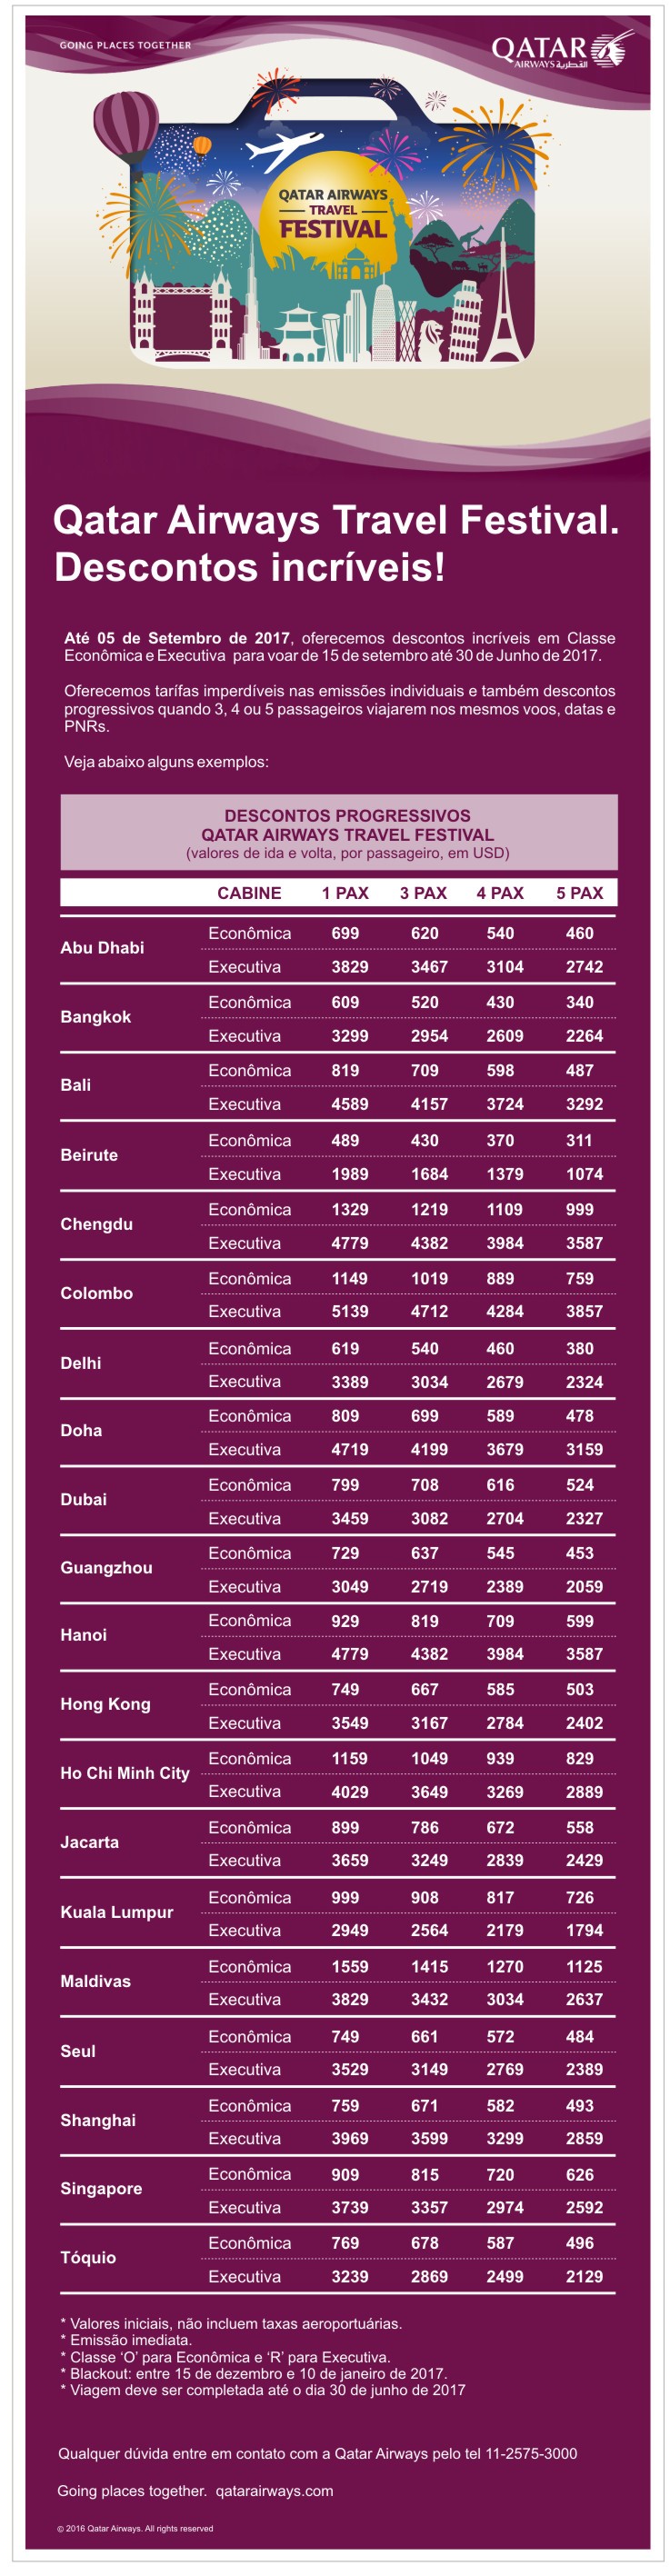 GOING PLACES TOGETHER
QATAR
AIRWAYS القطرية
QATAR AIRWAYS
TRAVEL
FESTIVAL
Qatar Airways Travel Festival.
Descontos incríveis!
Até 05 de Setembro de 2017, oferecemos descontos incríveis em Classe
Econômica e Executiva para voar de 15 de setembro até 30 de Junho de 2017.
Oferecemos tarífas imperdíveis nas emissões individuais e também descontos
progressivos quando 3, 4 ou 5 passageiros viajarem nos mesmos voos, datas e
PNRs.
Veja abaixo alguns exemplos:
DESCONTOS PROGRESSIVOS
QATAR AIRWAYS TRAVEL FESTIVAL
(valores de ida e volta, por passageiro, em USD)
CABINE 1 PAX 3 PAX 4 PAX 5 PAX
Abu Dhabi
Econômica 699 620 540 460
Executiva 3829 3467 3104 2742
Bangkok
Econômica 609 520 430 340
Executiva 3299 2954 2609 2264
Bali
Econômica 819 709 598 487
Executiva 4589 4157 3724 3292
Beirute
Econômica 489 430 370 311
Executiva 1989 1684 1379 1074
Chengdu
Econômica 1329 1219 1109 999
Executiva 4779 4382 3984 3587
Colombo
Econômica 1149 1019 889 759
Executiva 5139 4712 4284 3857
Delhi
Econômica 619 540 460 380
Executiva 3389 3034 2679 2324
Doha
Econômica 809 699 589 478
Executiva 4719 4199 3679 3159
Dubai
Econômica 799 708 616 524
Executiva 3459 3082 2704 2327
Guangzhou
Econômica 729 637 545 453
Executiva 3049 2719 2389 2059
Hanoi
Econômica 929 819 709 599
Executiva 4779 4382 3984 3587
Hong Kong
Econômica 749 667 585 503
Executiva 3549 3167 2784 2402
Ho Chi Minh City
Econômica 1159 1049 939 829
Executiva 4029 3649 3269 2889
Jacarta
Econômica 899 786 672 558
Executiva 3659 3249 2839 2429
Kuala Lumpur
Econômica 999 908 817 726
Executiva 2949 2564 2179 1794
Maldivas
Econômica 1559 1415 1270 1125
Executiva 3829 3432 3034 2637
Seul
Econômica 749 661 572 484
Executiva 3529 3149 2769 2389
Shanghai
Econômica 759 671 582 493
Executiva 3969 3599 3299 2859
Singapore
Econômica 909 815 720 626
Executiva 3739 3357 2974 2592
Tóquio
Econômica 769 678 587 496
Executiva 3239 2869 2499 2129
* Valores iniciais, não incluem taxas aeroportuárias.
* Emissão imediata.
* Classe ‘O’ para Econômica e ‘R’ para Executiva.
* Blackout: entre 15 de dezembro e 10 de janeiro de 2017.
* Viagem deve ser completada até o dia 30 de junho de 2017
Qualquer dúvida entre em contato com a Qatar Airways pelo tel 11-2575-3000
Going places together. qatarairways.com
© 2016 Qatar Airways. All rights reserved